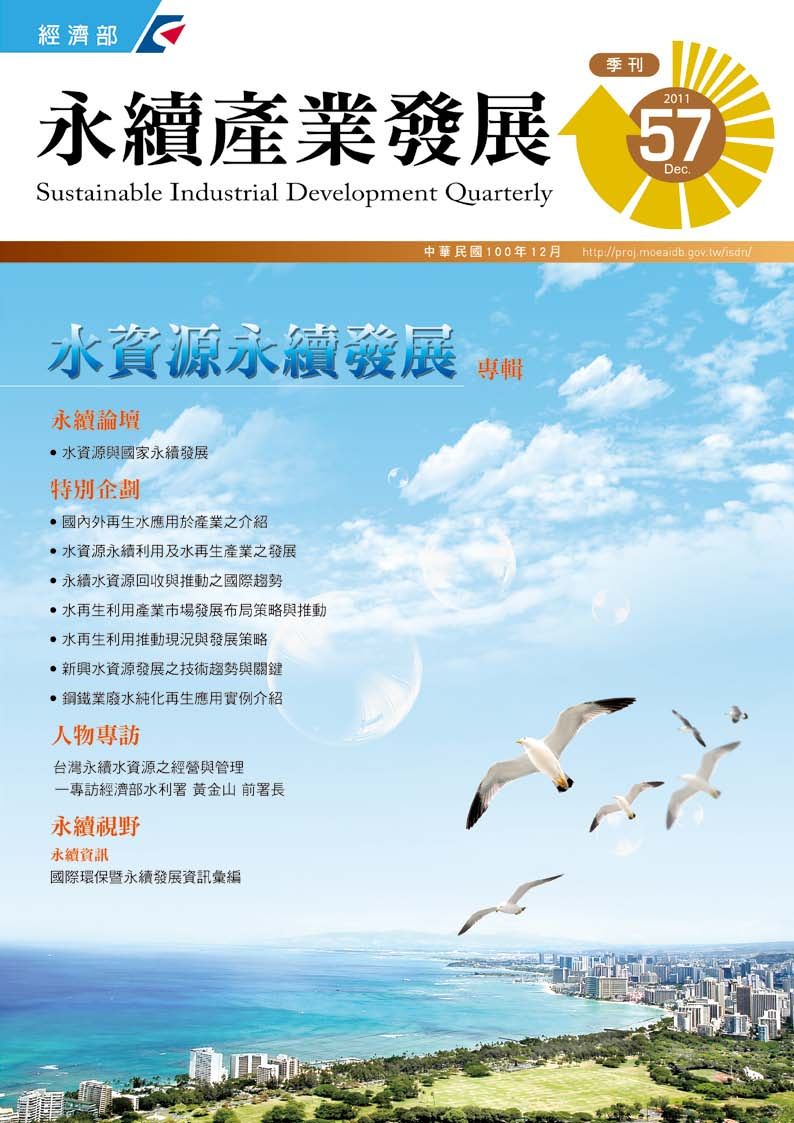 經濟部
季刊
永續產業發展
2011
57
Dec.
Sustainable Industrial Development Quarterly
中華民國100年12月 http://proj.moeaidb.gov.tw/isdn/
水資源永續發展 專輯
永續論壇
• 水資源與國家永續發展
特別企劃
• 國內外再生水應用於產業之介紹
• 水資源永續利用及水再生產業之發展
• 永續水資源回收與推動之國際趨勢
• 水再生利用產業市場發展布局策略與推動
• 水再生利用推動現況與發展策略
• 新興水資源發展之技術趨勢與關鍵
• 鋼鐵業廢水純化再生應用實例介紹
人物專訪
台灣永續水資源之經營與管理
－專訪經濟部水利署 黃金山 前署長
永續視野
永續資訊
國際環保暨永續發展資訊彙編